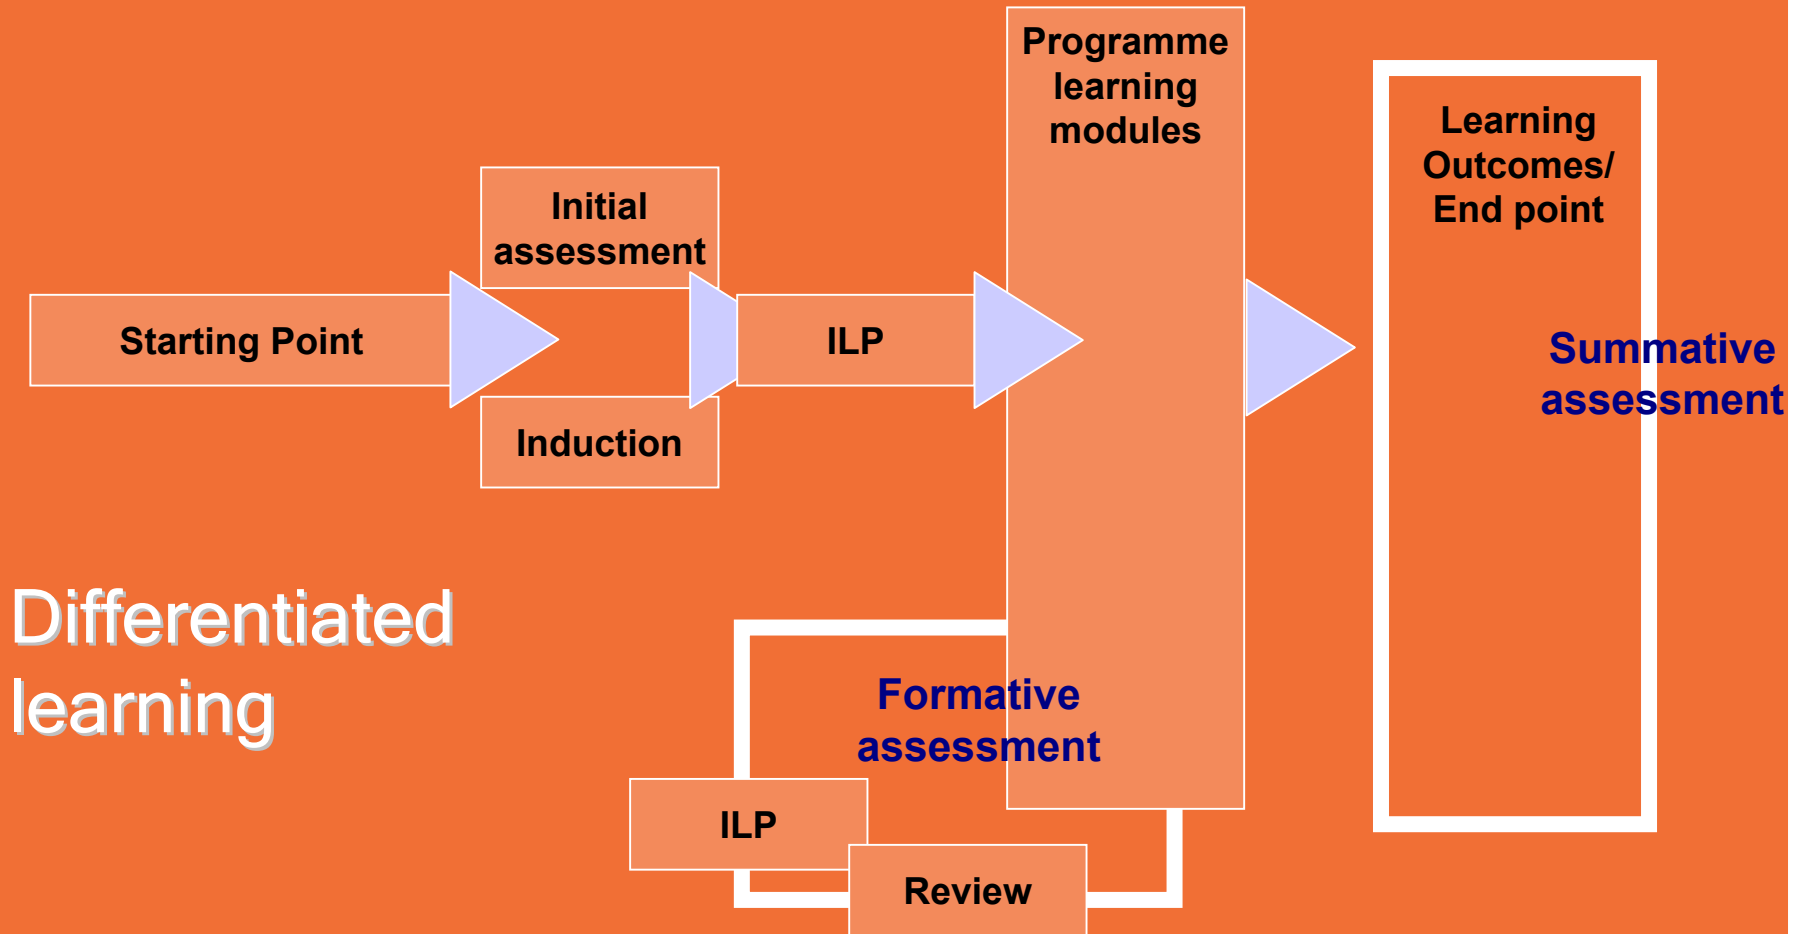 Programme
learning
modules
Learning
Outcomes/
End point
Initial
assessment
Starting Point
ILP
Summative
assessment
Induction
Differentiated
learning
Formative
assessment
ILP
Review